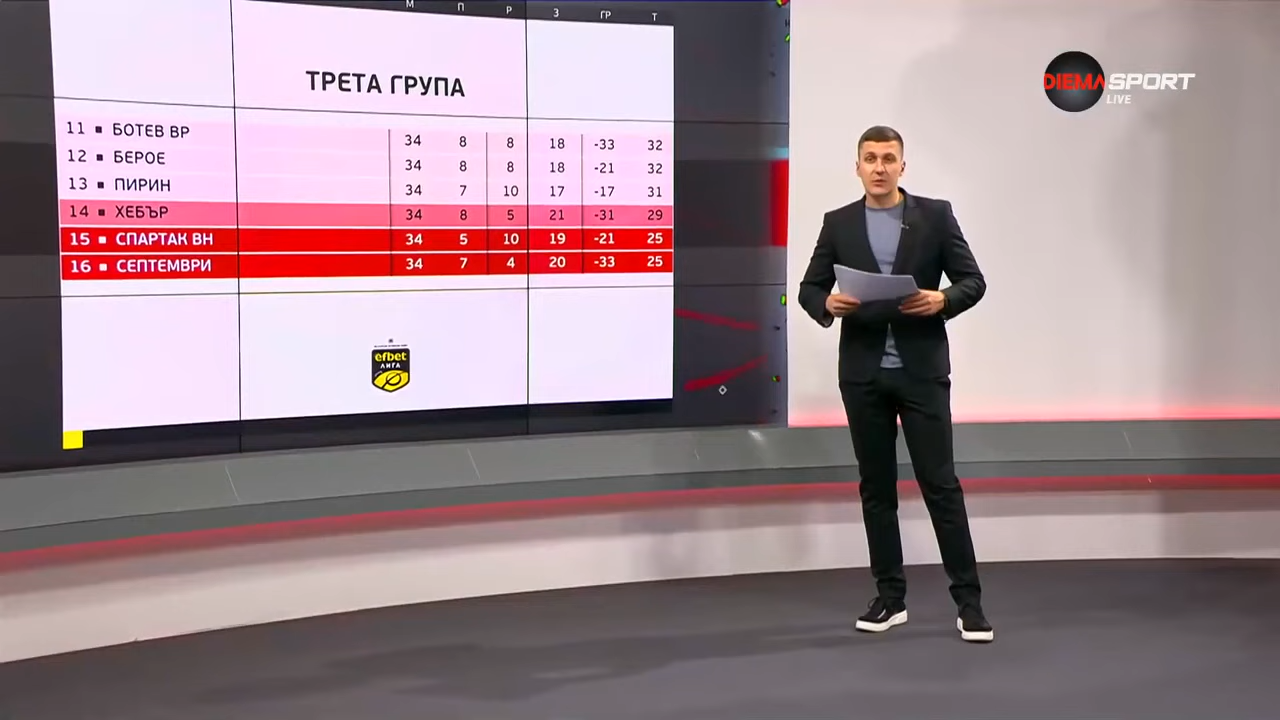 М П Р З ГР Т
ТРЕТА ГРУПА
11 ▪ БОТЕВ ВР 34 8 8 18 -33 32
12 ▪ БЕРОЕ 34 8 8 18 -21 32
13 ▪ ПИРИН 34 7 10 17 -17 31
14 ▪ ХЕБЪР 34 8 5 21 -31 29
15 ▪ СПАРТАК ВН 34 5 10 19 -21 25
16 ▪ СЕПТЕМВРИ 34 7 4 20 -33 25
efbet
ЛИГА
DIEMA SPORT
LIVE